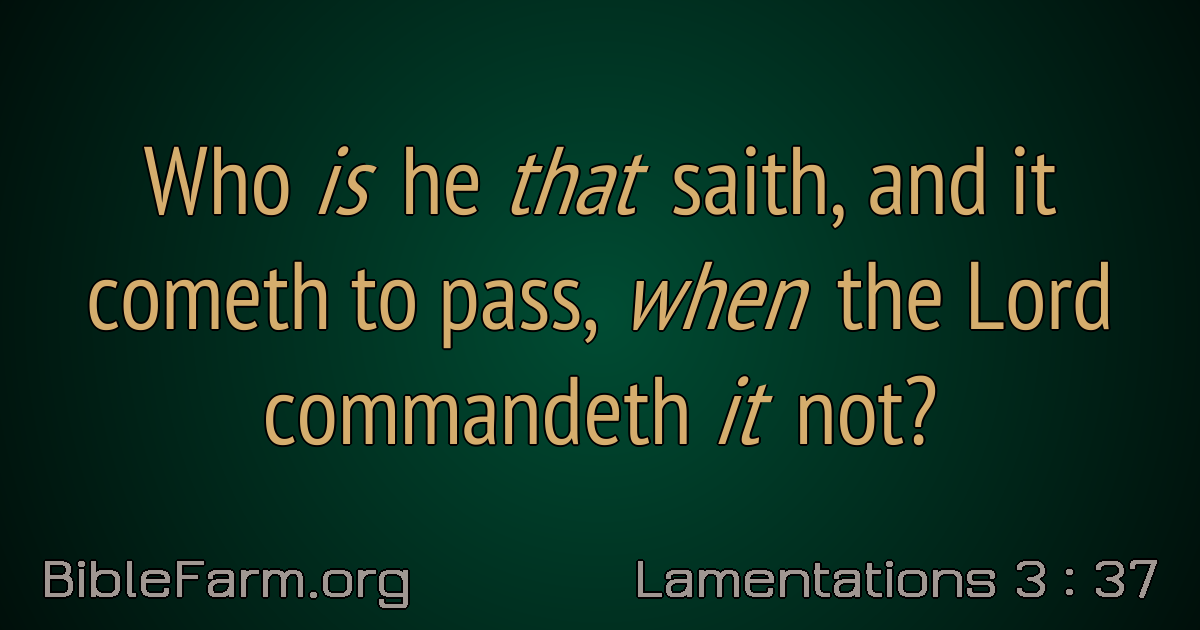 Who is he that saith, and it
cometh to pass, when the Lord
commandeth it not?
BibleFarm.org
Lamentations 3 : 37